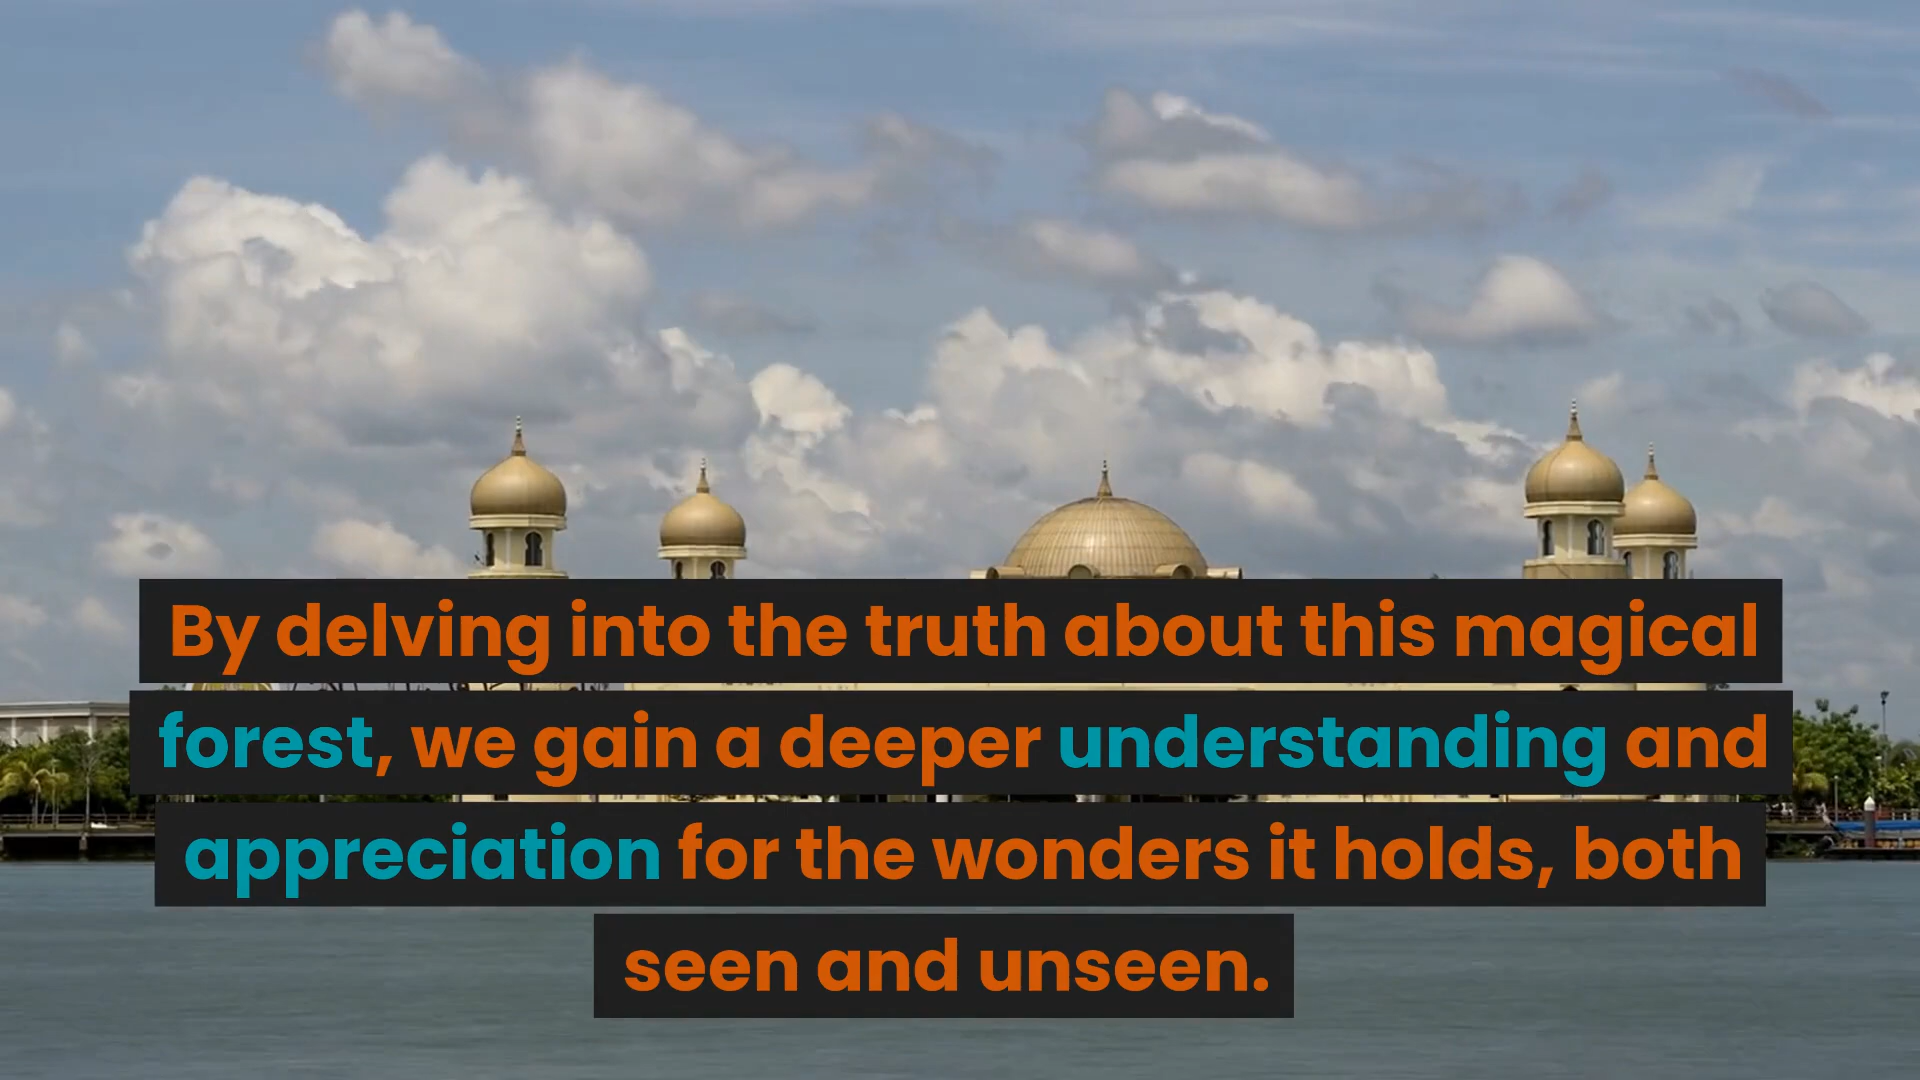 By delving into the truth about this magical
forest, we gain a deeper understanding and
appreciation for the wonders it holds, both
seen and unseen.